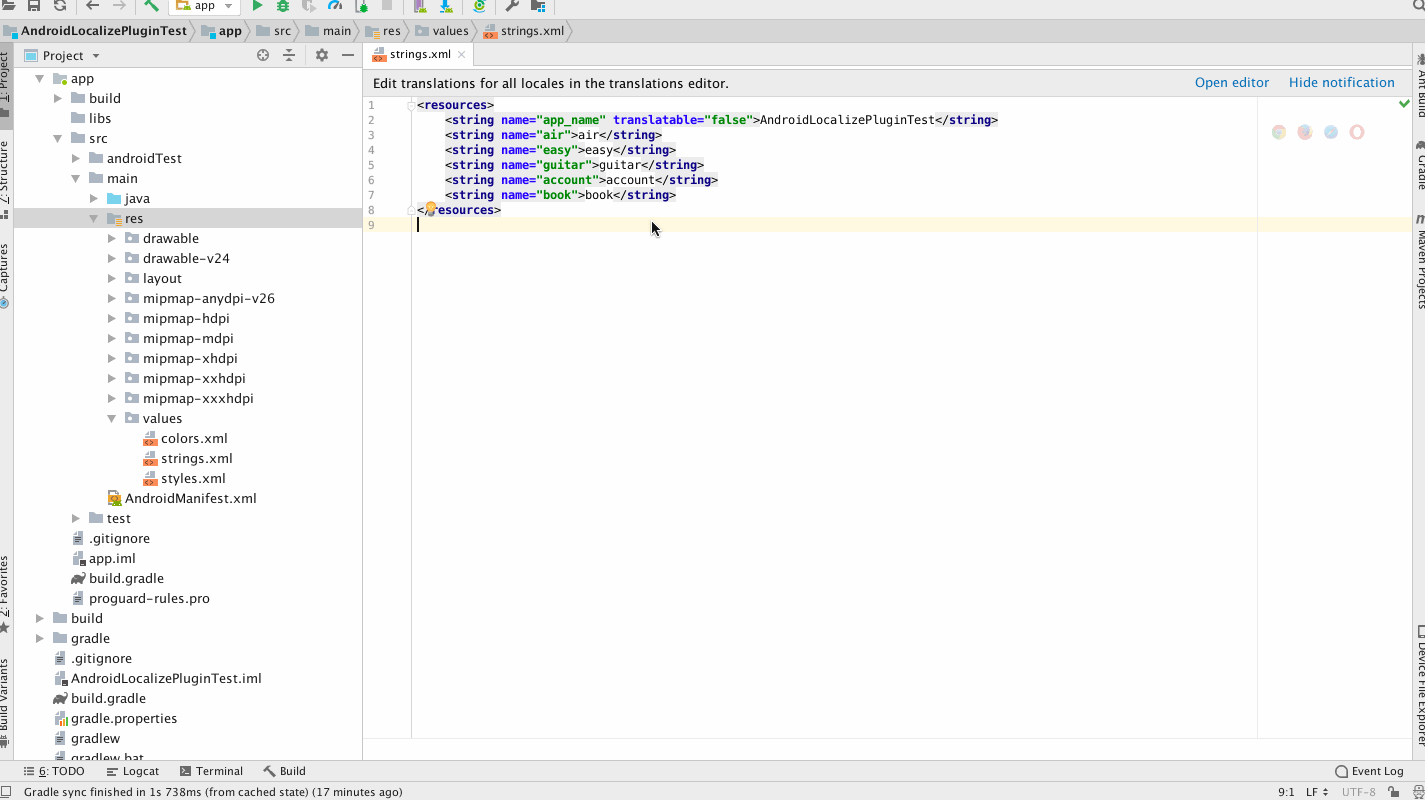 app
AndroidLocalizePluginTest app src main res values strings.xml
Project
strings.xml
1: Project
Z: Structure
Captures
2: Favorites
Build Variants
app
build
libs
src
androidTest
main
java
res
drawable
drawable-v24
layout
mipmap-anydpi-v26
mipmap-hdpi
mipmap-mdpi
mipmap-xhdpi
mipmap-xxhdpi
mipmap-xxxhdpi
values
colors.xml
strings.xml
styles.xml
AndroidManifest.xml
test
.gitignore
app.iml
build.gradle
proguard-rules.pro
build
gradle
.gitignore
AndroidLocalizePluginTest.iml
build.gradle
gradle.properties
gradlew
gradlew.bat
Edit translations for all locales in the translations editor. Open editor Hide notification
1 <resources>
2 <string name="app_name" translatable="false">AndroidLocalizePluginTest</string>
3 <string name="air">air</string>
4 <string name="easy">easy</string>
5 <string name="guitar">guitar</string>
6 <string name="account">account</string>
7 <string name="book">book</string>
8 </resources>
9
Ant Build
Gradle
Maven Projects
Device File Explorer
6: TODO Logcat Terminal Build Event Log
Gradle sync finished in 1s 738ms (from cached state) (17 minutes ago) 9:1 LF UTF-8